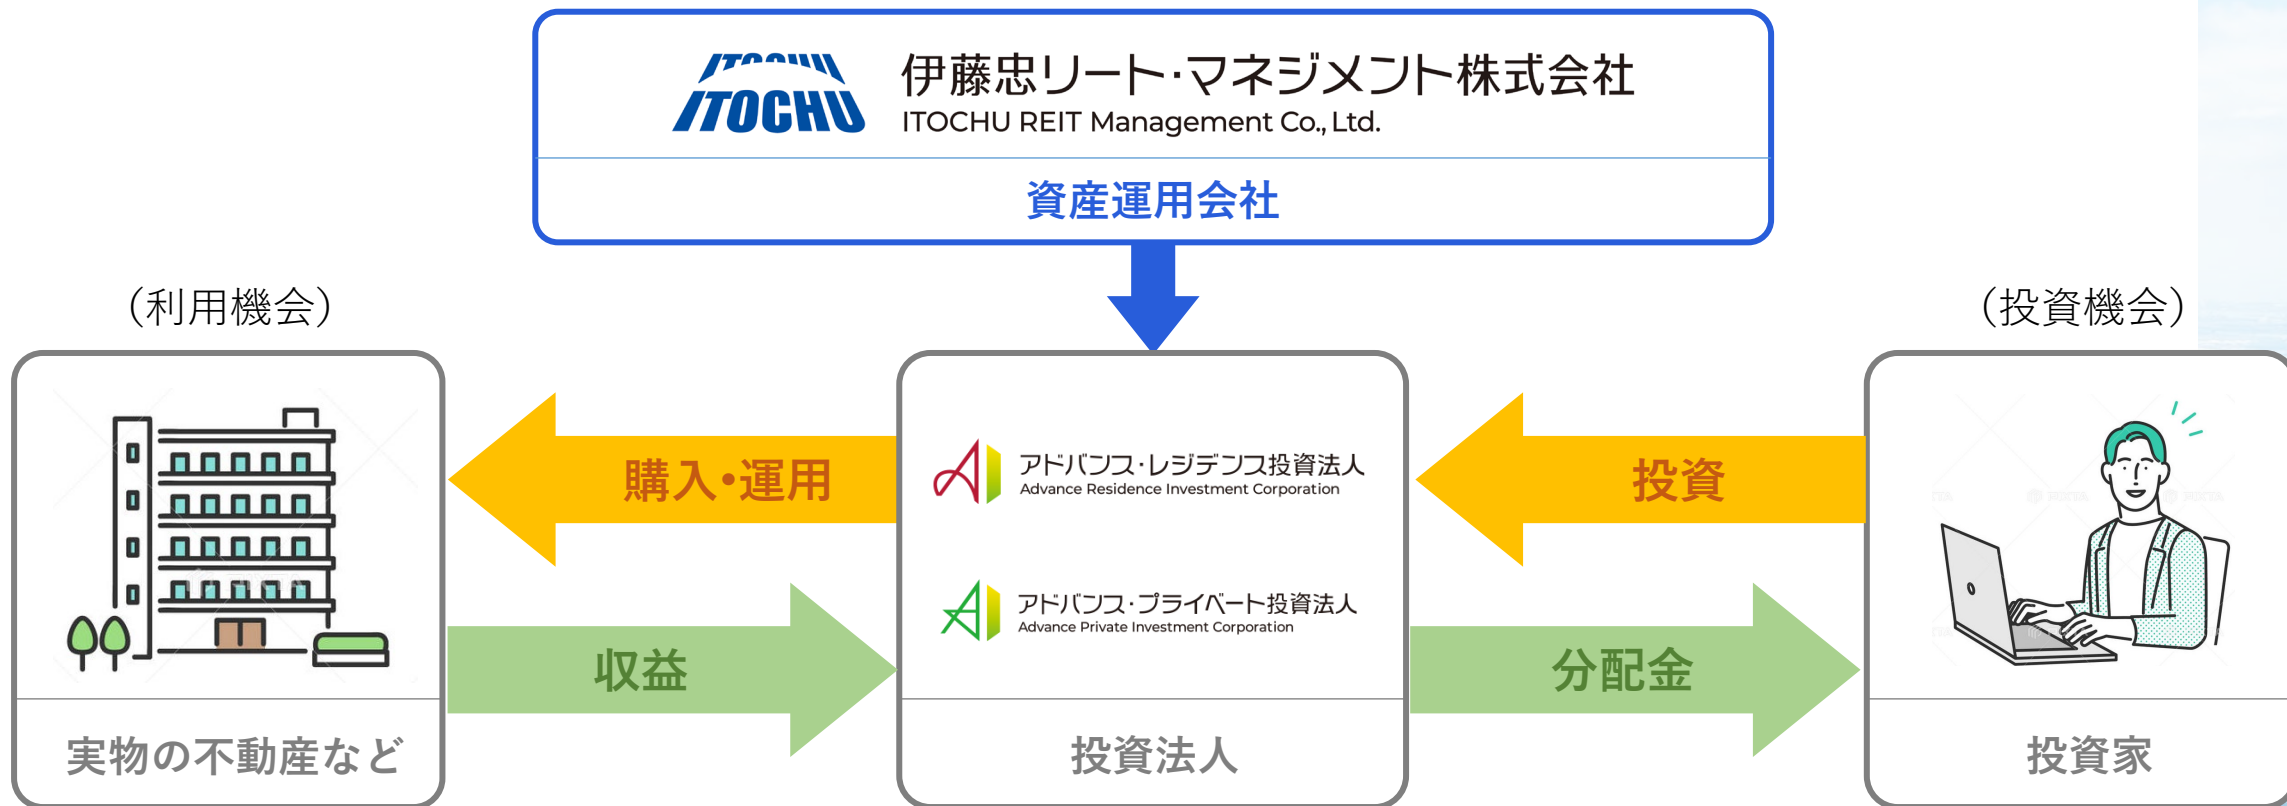 ITOCHU
ITOCHU
伊藤忠リート・マネジメント株式会社
ITOCHU REIT Management Co., Ltd.
資産運用会社
（利用機会）
（投資機会）
購入・運用
アドバンス・レジデンス投資法人
Advance Residence Investment Corporation
投資
アドバンス・プライベート投資法人
Advance Private Investment Corporation
収益
分配金
実物の不動産など
投資法人
投資家